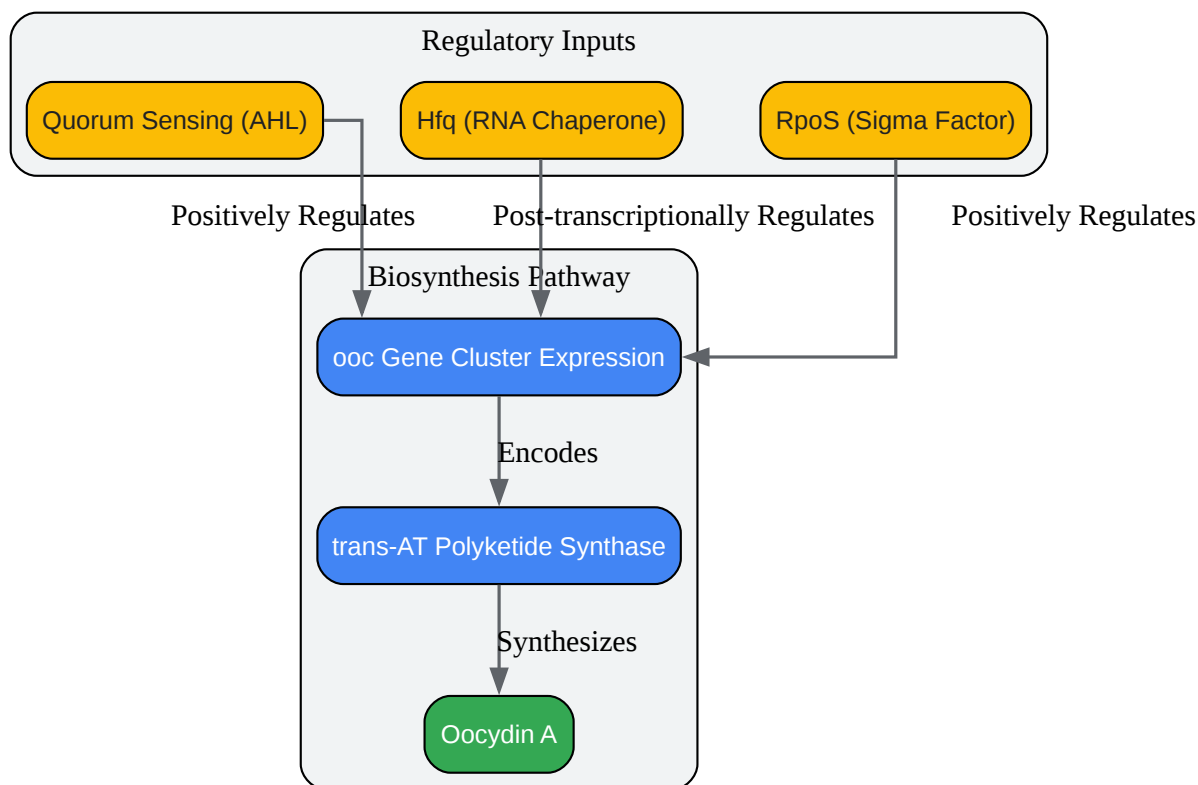 Regulatory Inputs
Quorum Sensing (AHL)
Hfq (RNA Chaperone)
RpoS (Sigma Factor)
Positively Regulates
Post-transcriptionally Regulates
Positively Regulates
Biosynthesis Pathway
ooc Gene Cluster Expression
Encodes
trans-AT Polyketide Synthase
Synthesizes
Oocydin A